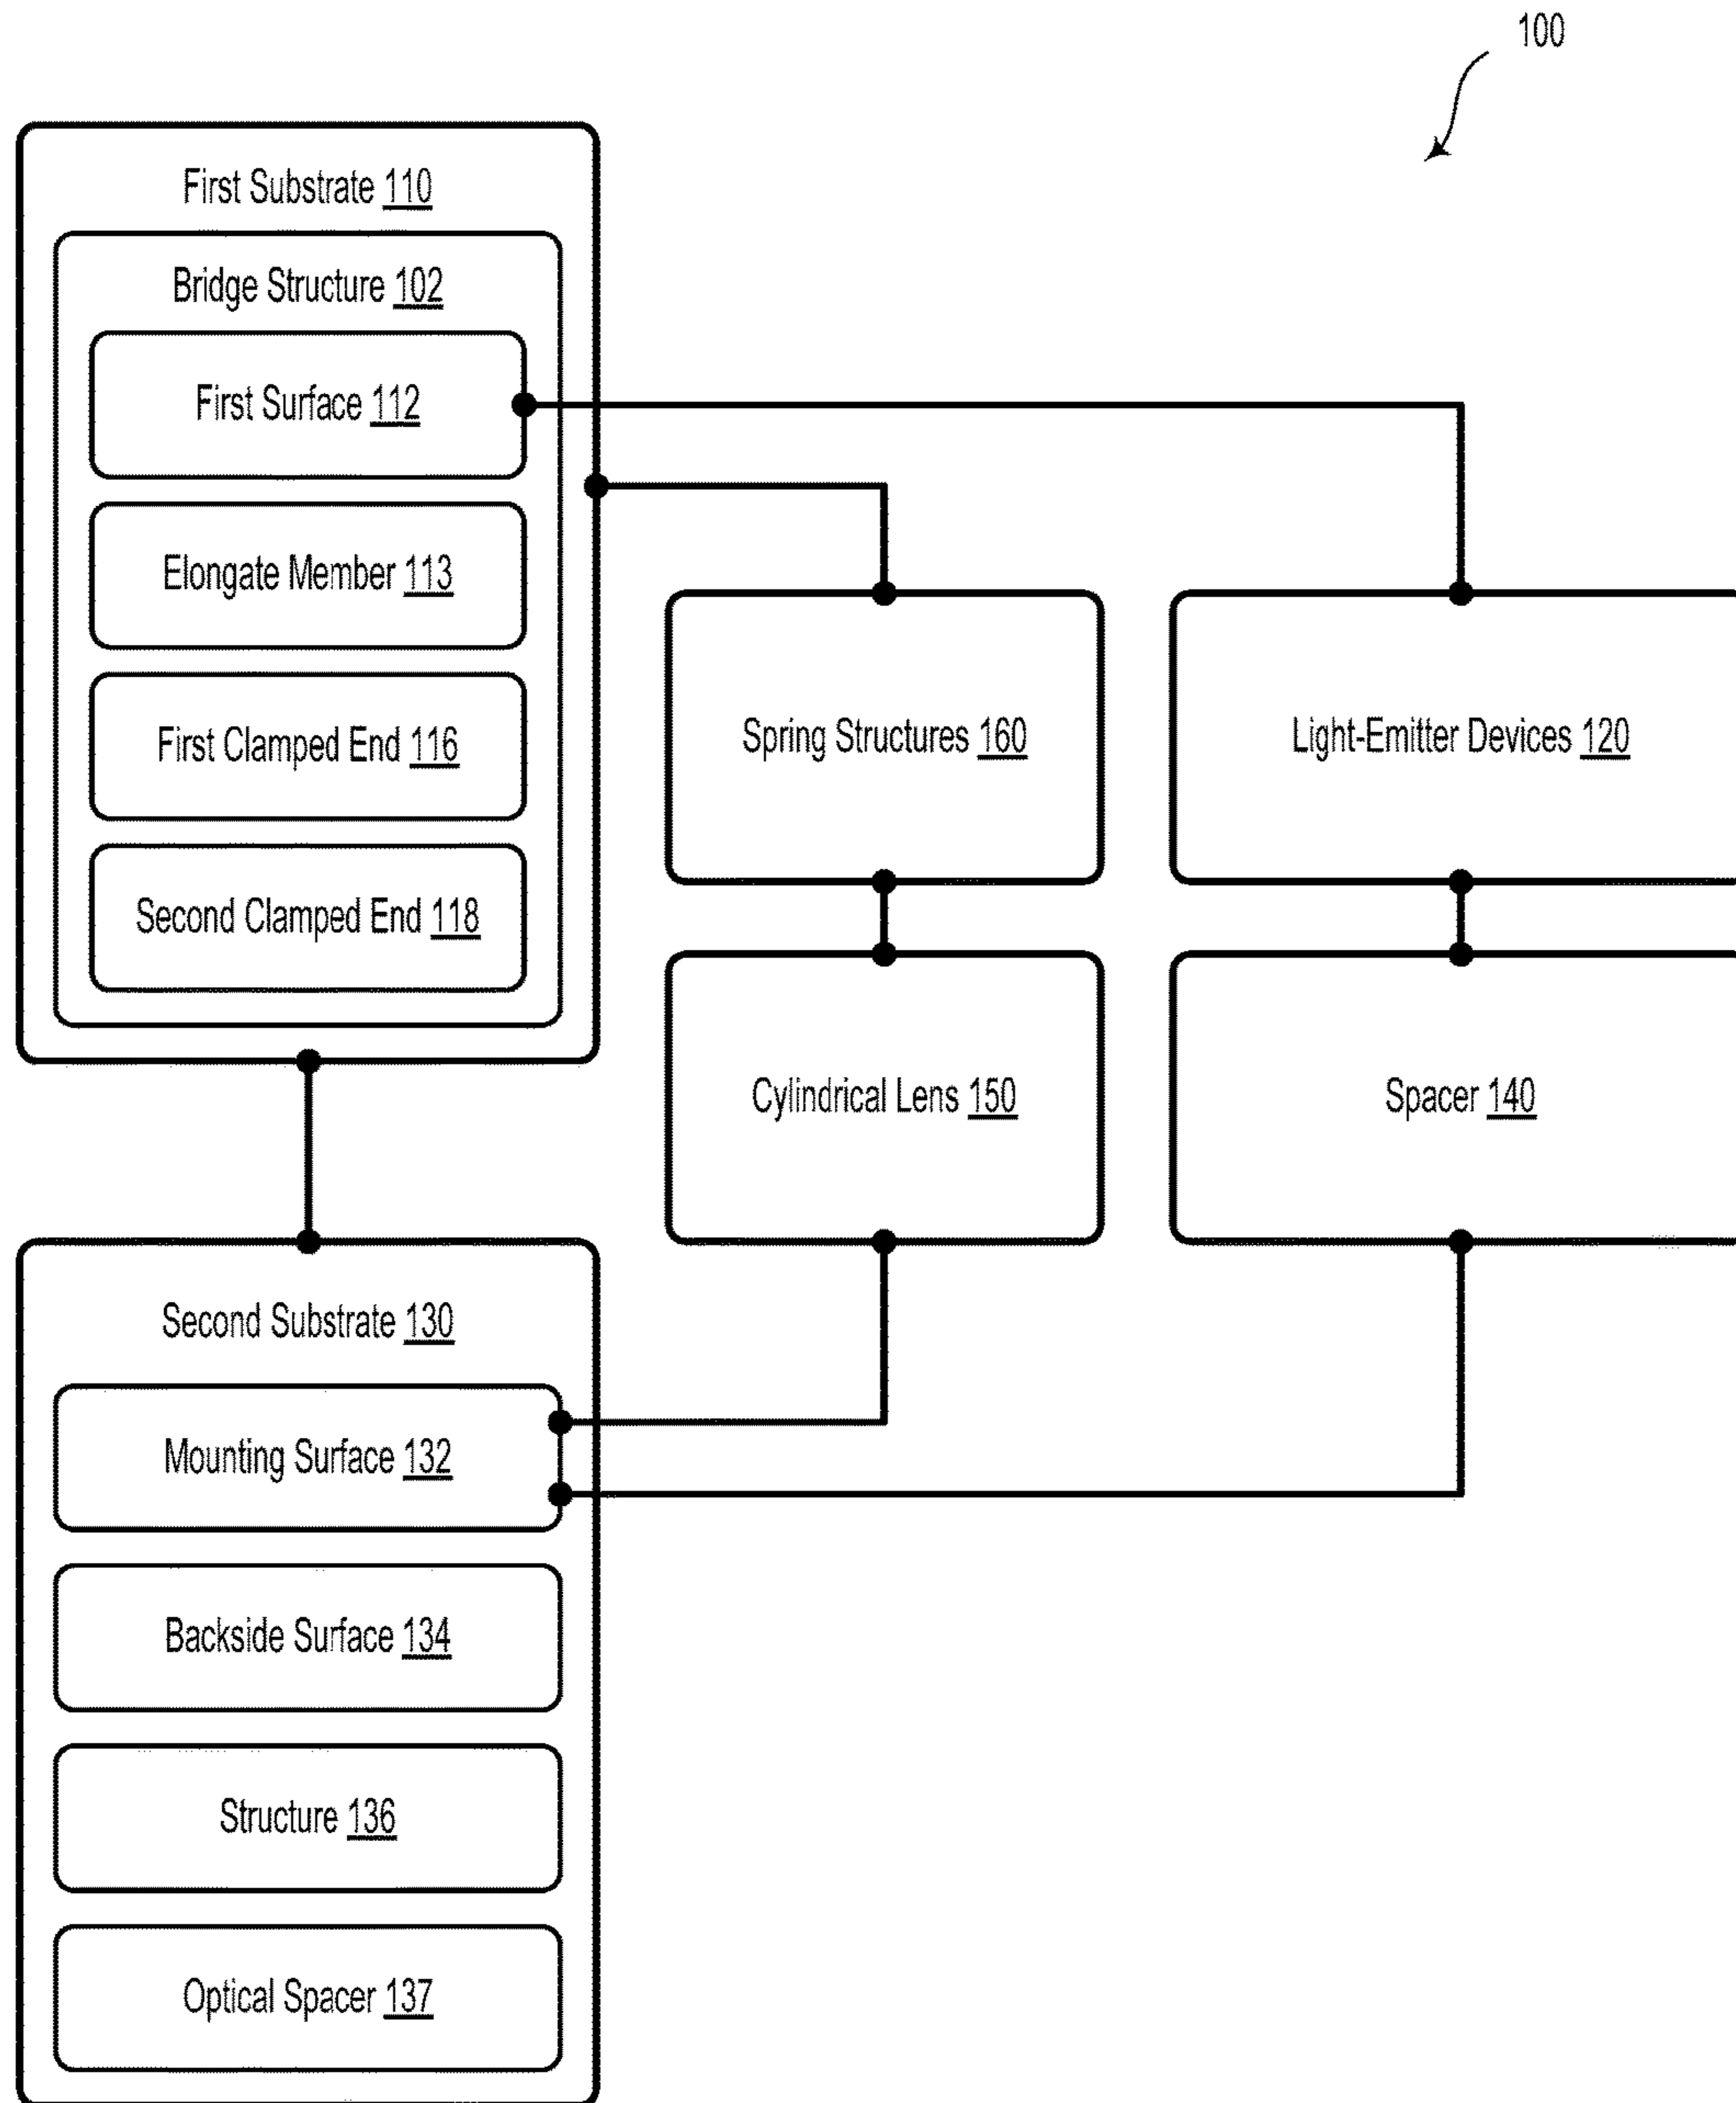 100
First Substrate 110
Bridge Structure 102
First Surface 112
Elongate Member 113
First Clamped End 116
Second Clamped End 118
Spring Structures 160
Light-Emitter Devices 120
Cylindrical Lens 150
Spacer 140
Second Substrate 130
Mounting Surface 132
Backside Surface 134
Structure 136
Optical Spacer 137